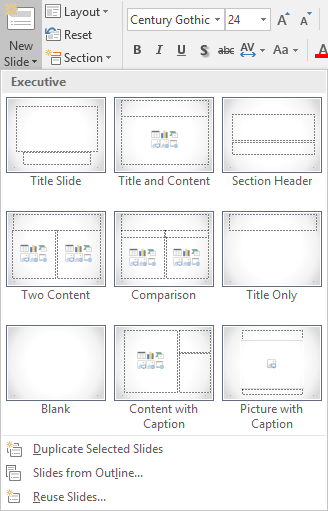 New
Slide
Layout
Reset
Section
Century Gothic
24
A
A
B
I
U
S
abc
AV
Aa
A
Executive
Title Slide
Title and Content
Section Header
Two Content
Comparison
Title Only
Blank
Content with
Caption
Picture with
Caption
Duplicate Selected Slides
Slides from Outline...
Reuse Slides...